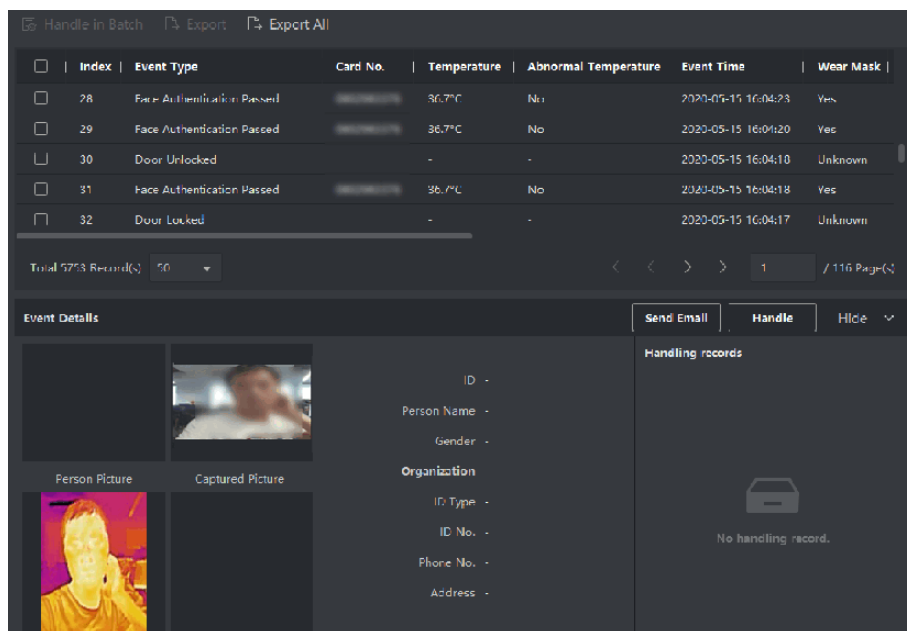 Handle in Batch Export Export All
Index Event Type Card No. Temperature Abnormal Temperature Event Time Wear Mask
28 Face Authentication Passed 36.7°C No 2020-05-15 16:04:23 Yes
29 Face Authentication Passed 36.7°C No 2020-05-15 16:04:20 Yes
30 Door Unlocked - - 2020-05-15 16:04:18 Unknown
31 Face Authentication Passed 36.7°C No 2020-05-15 16:04:18 Yes
32 Door Locked - - 2020-05-15 16:04:17 Unknown
Total 5753 Record(s) 50 1 / 116 Page(s)
Event Details Send Email Handle Hide
Handling records
ID -
Person Name -
Gender -
Organization
Person Picture Captured Picture
ID Type -
ID No. -
No handling record.
Phone No. -
Address -